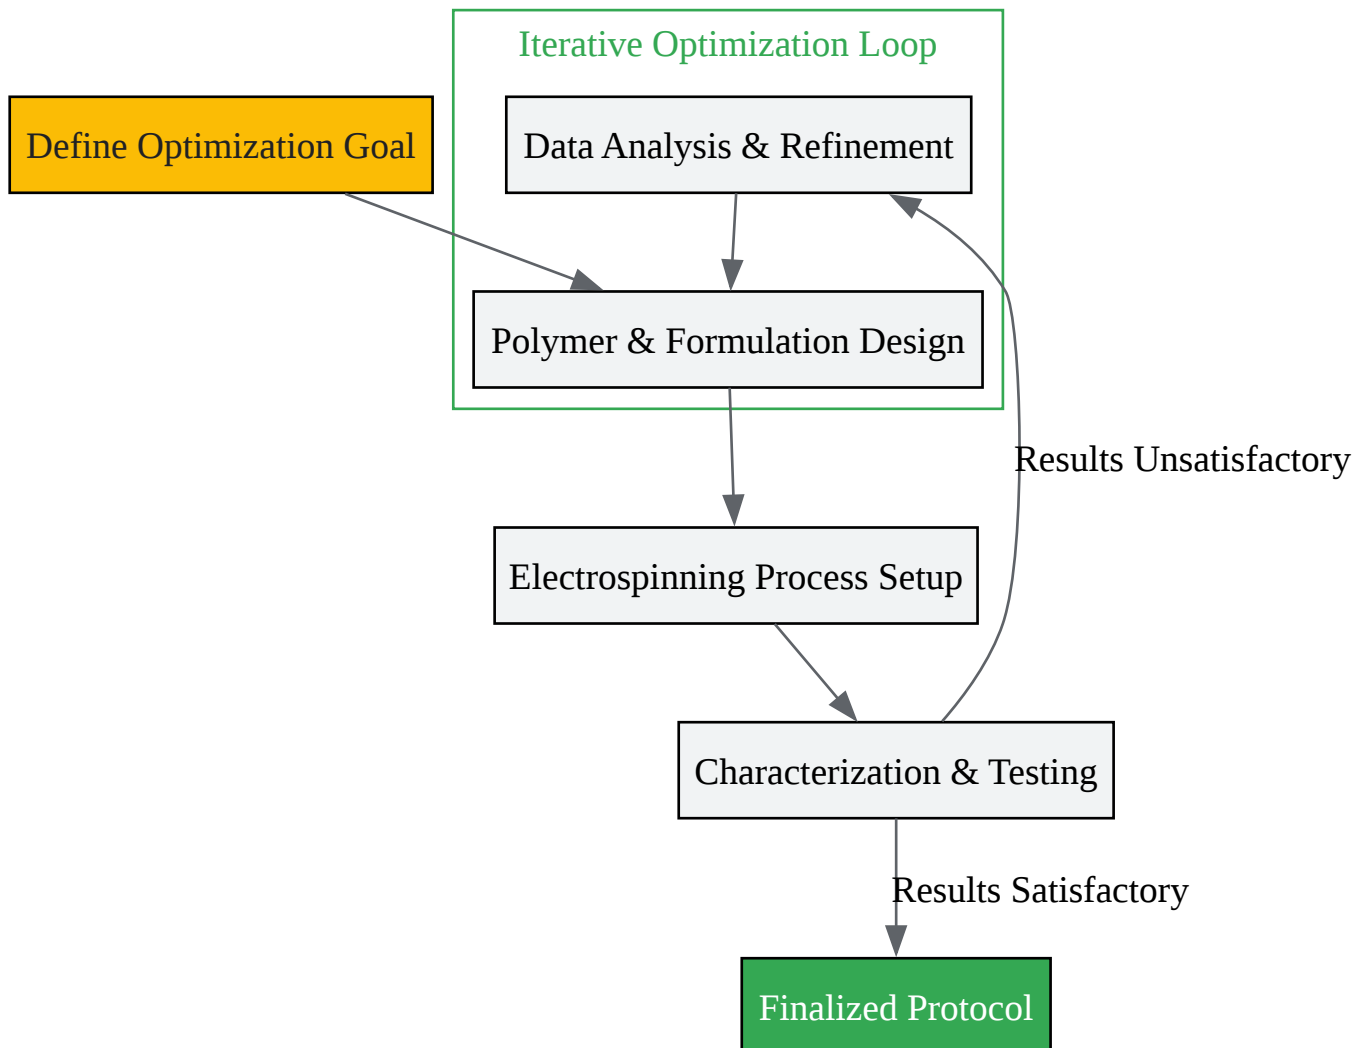 Iterative Optimization Loop
Define Optimization Goal
Data Analysis & Refinement
Polymer & Formulation Design
Results Unsatisfactory
Electrospinning Process Setup
Characterization & Testing
Results Satisfactory
Finalized Protocol